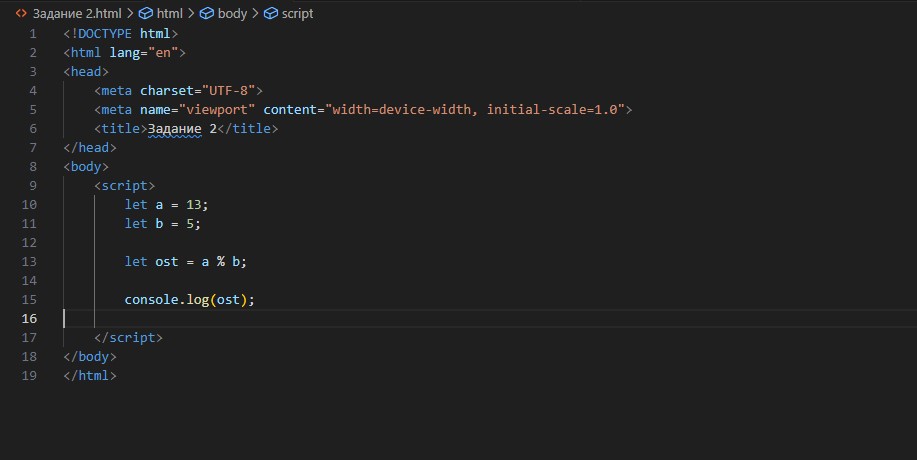 Задание 2.html > html > body > script
1 <!DOCTYPE html>
2 <html lang="en">
3 <head>
4     <meta charset="UTF-8">
5     <meta name="viewport" content="width=device-width, initial-scale=1.0">
6     <title>Задание 2</title>
7 </head>
8 <body>
9     <script>
10         let a = 13;
11         let b = 5;
12
13         let ost = a % b;
14
15         console.log(ost);
16
17     </script>
18 </body>
19 </html>